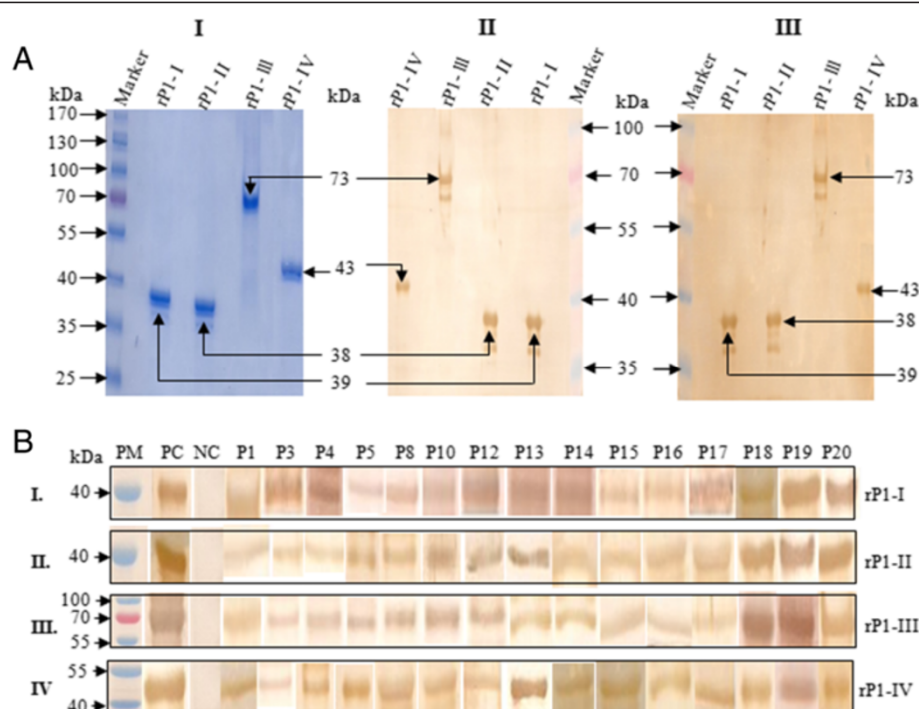 I II III
A
Marker rP1- I rP1- II rP1- III rP1- IV
kDa
170
130
100
70
55
40
35
25
kDa
rP1- IV rP1- III rP1- II rP1- I Marker
73
43
38
39
kDa
100
70
55
40
35
Marker rP1- I rP1- II rP1- III rP1- IV
kDa
73
43
38
39
B
kDa PM PC NC P1 P3 P4 P5 P8 P10 P12 P13 P14 P15 P16 P17 P18 P19 P20
I. 40 rP1-I
II. 40 rP1-II
100
III. 70 rP1-III
55
55
IV rP1-IV
40